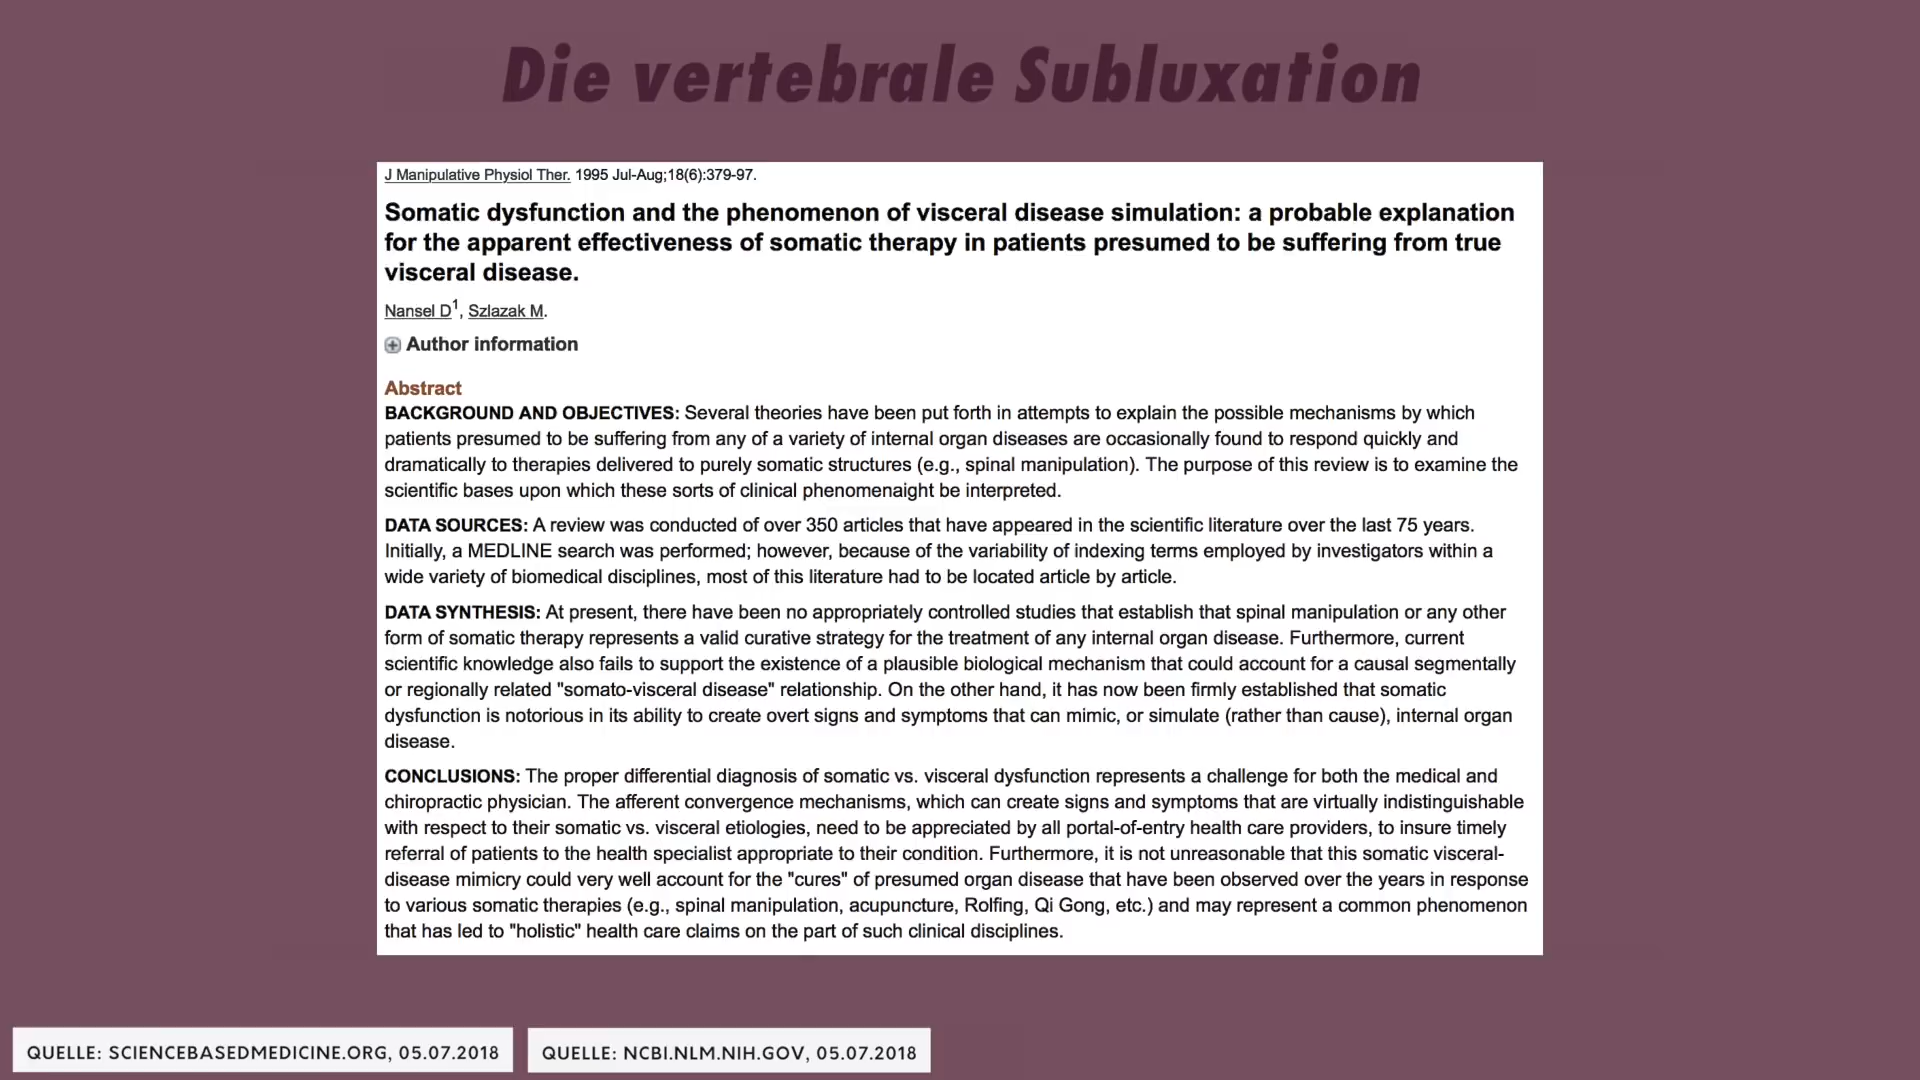 Die vertebrale Subluxation
J Manipulative Physiol Ther. 1995 Jul-Aug;18(6):379-97.
Somatic dysfunction and the phenomenon of visceral disease simulation: a probable explanation
for the apparent effectiveness of somatic therapy in patients presumed to be suffering from true
visceral disease.
Nansel D1, Szlazak M.
Author information
Abstract
BACKGROUND AND OBJECTIVES: Several theories have been put forth in attempts to explain the possible mechanisms by which
patients presumed to be suffering from any of a variety of internal organ diseases are occasionally found to respond quickly and
dramatically to therapies delivered to purely somatic structures (e.g., spinal manipulation). The purpose of this review is to examine the
scientific bases upon which these sorts of clinical phenomenaight be interpreted.
DATA SOURCES: A review was conducted of over 350 articles that have appeared in the scientific literature over the last 75 years.
Initially, a MEDLINE search was performed; however, because of the variability of indexing terms employed by investigators within a
wide variety of biomedical disciplines, most of this literature had to be located article by article.
DATA SYNTHESIS: At present, there have been no appropriately controlled studies that establish that spinal manipulation or any other
form of somatic therapy represents a valid curative strategy for the treatment of any internal organ disease. Furthermore, current
scientific knowledge also fails to support the existence of a plausible biological mechanism that could account for a causal segmentally
or regionally related "somato-visceral disease" relationship. On the other hand, it has now been firmly established that somatic
dysfunction is notorious in its ability to create overt signs and symptoms that can mimic, or simulate (rather than cause), internal organ
disease.
CONCLUSIONS: The proper differential diagnosis of somatic vs. visceral dysfunction represents a challenge for both the medical and
chiropractic physician. The afferent convergence mechanisms, which can create signs and symptoms that are virtually indistinguishable
with respect to their somatic vs. visceral etiologies, need to be appreciated by all portal-of-entry health care providers, to insure timely
referral of patients to the health specialist appropriate to their condition. Furthermore, it is not unreasonable that this somatic visceral-
disease mimicry could very well account for the "cures" of presumed organ disease that have been observed over the years in response
to various somatic therapies (e.g., spinal manipulation, acupuncture, Rolfing, Qi Gong, etc.) and may represent a common phenomenon
that has led to "holistic" health care claims on the part of such clinical disciplines.
QUELLE: SCIENCEBASEDMEDICINE.ORG, 05.07.2018
QUELLE: NCBI.NLM.NIH.GOV, 05.07.2018